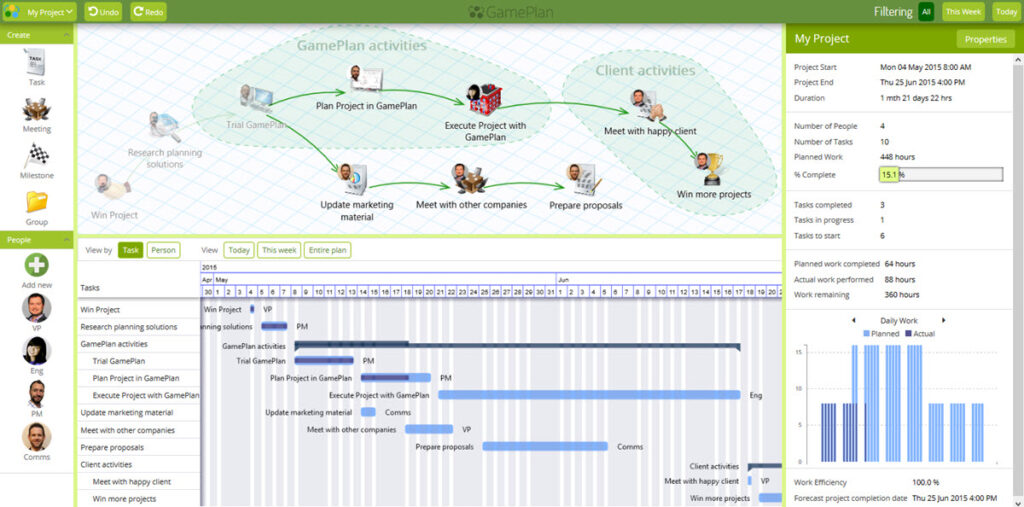 My Project
Undo
Redo
GamePlan
Filtering
All
This Week
Today
Create
Task
Meeting
Milestone
Group
People
Add new
VP
Eng
PM
Comms
GamePlan activities
Client activities
Plan Project in GamePlan
Trial GamePlan
Execute Project with
GamePlan
Meet with happy client
Research planning
solutions
Win Project
Update marketing
material
Meet with other companies
Prepare proposals
Win more projects
View by
Task
Person
View
Today
This week
Entire plan
2015
Apr May Jun
30 1 2 3 4 5 6 7 8 9 10 11 12 13 14 15 16 17 18 19 20 21 22 23 24 25 26 27 28 29 30 31 1 2 3 4 5 6 7 8 9 10 11 12 13 14 15 16 17 18 19 20
Tasks
Win Project
Research planning solutions
GamePlan activities
Trial GamePlan
Plan Project in GamePlan
Execute Project with GamePlan
Update marketing material
Meet with other companies
Prepare proposals
Client activities
Meet with happy client
Win more projects
Win Project VP
solutions PM
GamePlan activities
Trial GamePlan PM
Plan Project in GamePlan PM
Execute Project with GamePlan Eng
Update marketing material Comms
Meet with other companies VP
Prepare proposals Comms
Client activities
Meet with happy client VP
Win more projects
My Project
Properties
Project Start Mon 04 May 2015 8:00 AM
Project End Thu 25 Jun 2015 4:00 PM
Duration 1 mth 21 days 22 hrs
Number of People 4
Number of Tasks 10
Planned Work 448 hours
% Complete 15.1 %
Tasks completed 3
Tasks in progress 1
Tasks to start 6
Planned work completed 64 hours
Actual work performed 88 hours
Work remaining 360 hours
Daily Work
Planned Actual
15
10
5
0
Work Efficiency 100.0 %
Forecast project completion date Thu 25 Jun 2015 4:00 PM